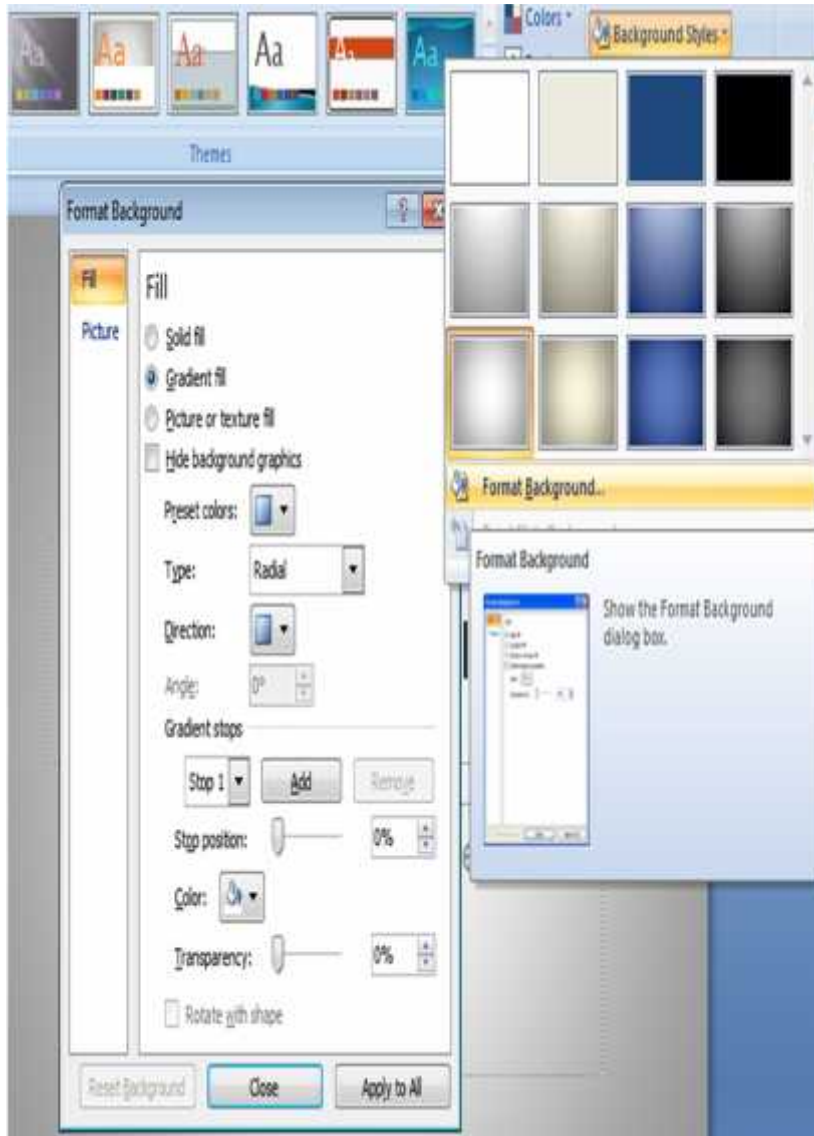 Aa Aa Aa Aa Aa Aa
Colors
Background Styles
Themes
Format Background
Fill
Picture
Fill
Solid fill
Gradient fill
Picture or texture fill
Hide background graphics
Preset colors:
Type: Radial
Direction:
Angle: 0°
Gradient stops
Stop 1 Add Remove
Stop position: 0%
Color:
Transparency: 0%
Rotate with shape
Reset Background Close Apply to All
Format Background...
Format Background
Show the Format Background
dialog box.